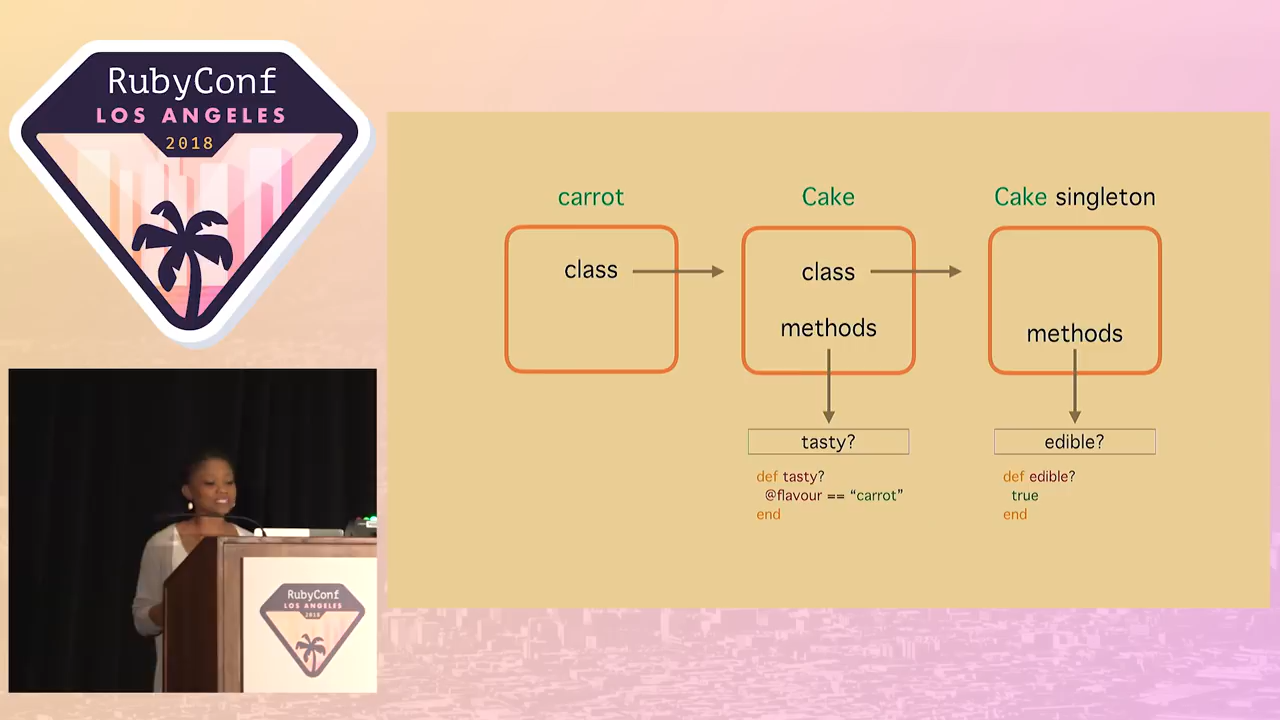 RubyConf
LOS ANGELES
2018
carrot
Cake
Cake singleton
class
class
methods
methods
tasty?
edible?
def tasty?
@flavour == “carrot”
end
def edible?
true
end
RubyConf
LOS ANGELES
2018